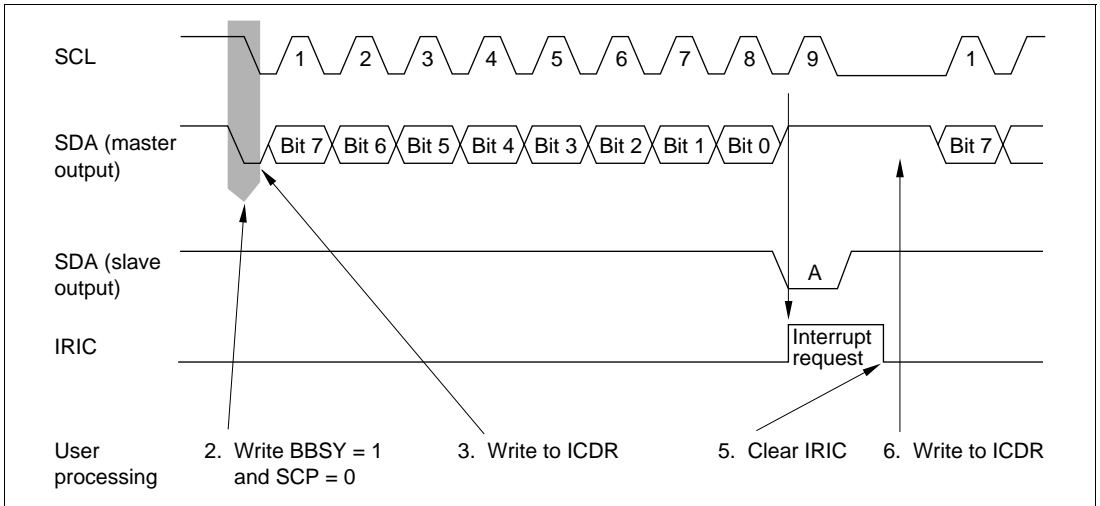 SCL
1 2 3 4 5 6 7 8 9 1
SDA (master
output)
Bit 7 Bit 6 Bit 5 Bit 4 Bit 3 Bit 2 Bit 1 Bit 0 Bit 7
SDA (slave
output)
A
IRIC
Interrupt
request
User
processing
2. Write BBSY = 1
and SCP = 0
3. Write to ICDR
5. Clear IRIC
6. Write to ICDR